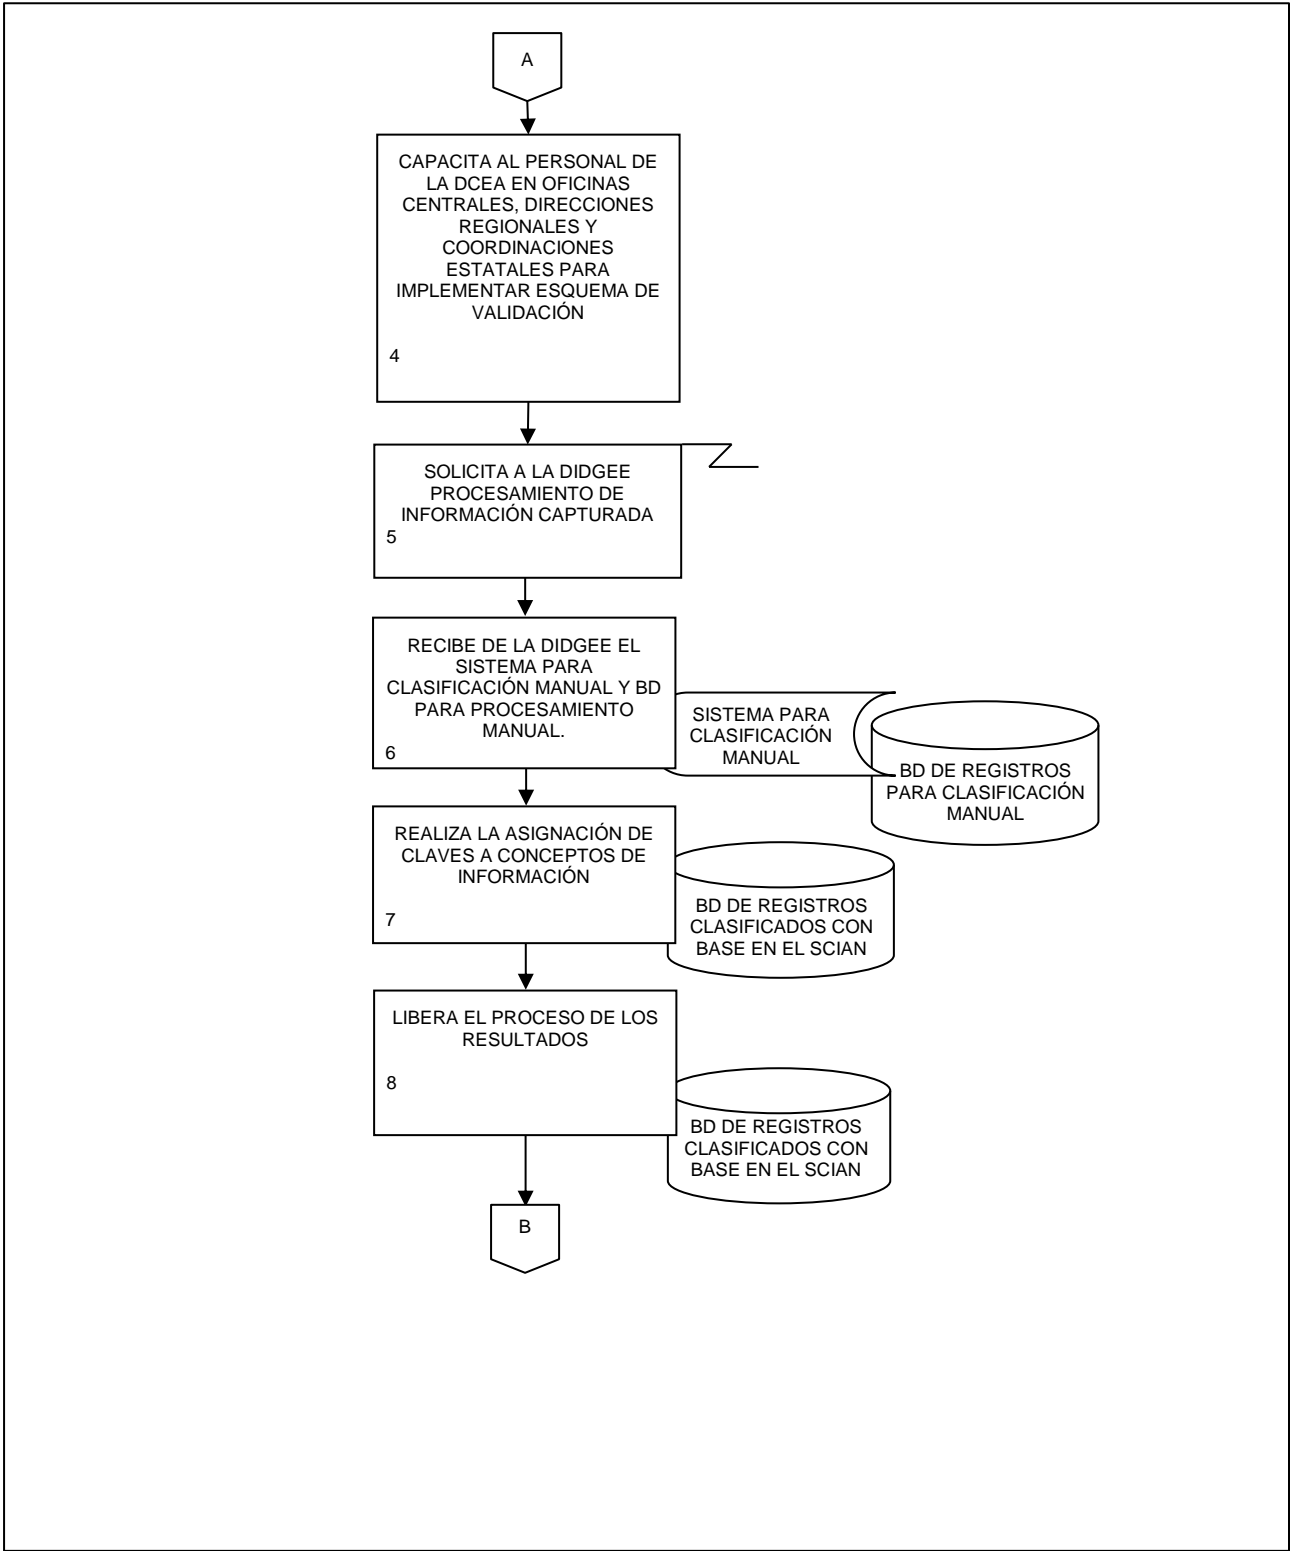 A
CAPACITA AL PERSONAL DE
LA DCEA EN OFICINAS
CENTRALES, DIRECCIONES
REGIONALES Y
COORDINACIONES
ESTATALES PARA
IMPLEMENTAR ESQUEMA DE
VALIDACIÓN
4
SOLICITA A LA DIDGEE
PROCESAMIENTO DE
INFORMACIÓN CAPTURADA
5
RECIBE DE LA DIDGEE EL
SISTEMA PARA
CLASIFICACIÓN MANUAL Y BD
PARA PROCESAMIENTO
MANUAL.
6
SISTEMA PARA
CLASIFICACIÓN
MANUAL
BD DE REGISTROS
PARA CLASIFICACIÓN
MANUAL
REALIZA LA ASIGNACIÓN DE
CLAVES A CONCEPTOS DE
INFORMACIÓN
7
BD DE REGISTROS
CLASIFICADOS CON
BASE EN EL SCIAN
LIBERA EL PROCESO DE LOS
RESULTADOS
8
BD DE REGISTROS
CLASIFICADOS CON
BASE EN EL SCIAN
B